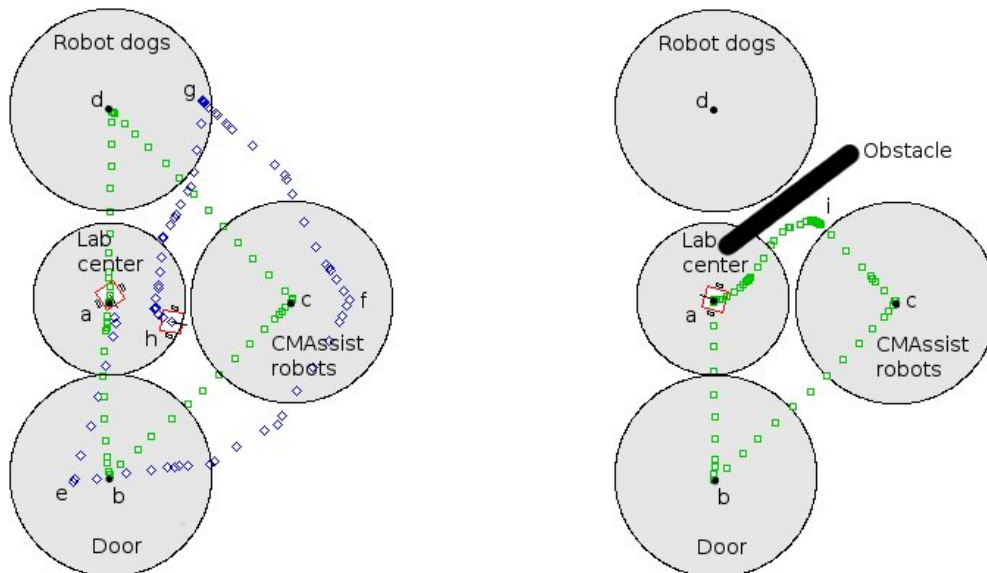 Robot dogs
d
g
Lab
center
a
h
c
f
CMAssist
robots
e
b
Door
Robot dogs
d
Obstacle
i
Lab
center
a
c
CMAssist
robots
b
Door